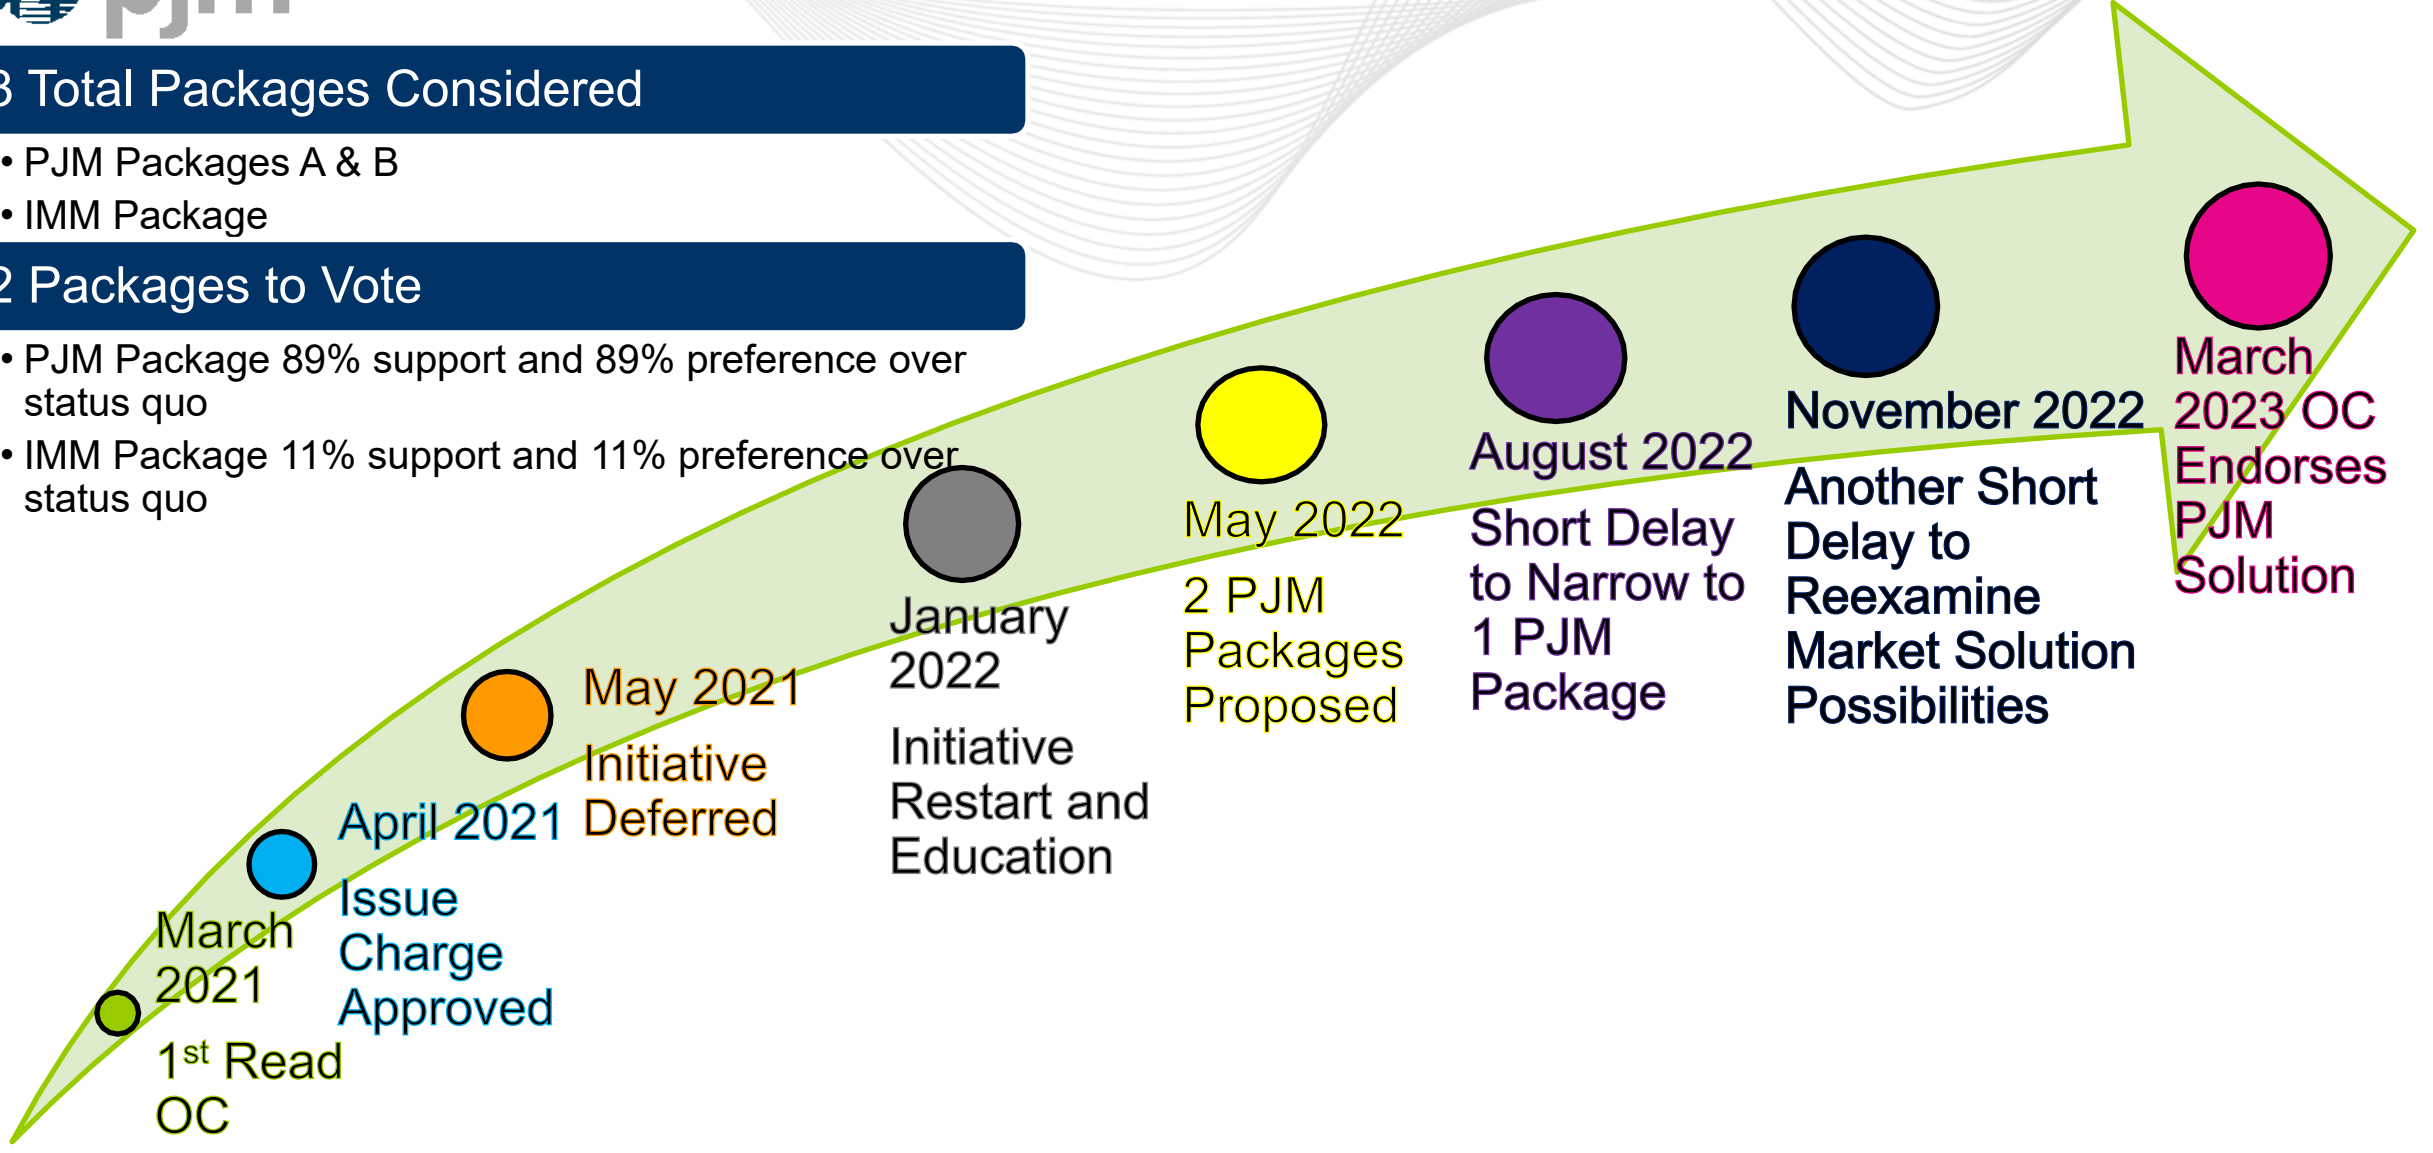 pjm
3 Total Packages Considered
• PJM Packages A & B
• IMM Package
2 Packages to Vote
• PJM Package 89% support and 89% preference over
status quo
• IMM Package 11% support and 11% preference over
status quo
March
2021
1st Read
OC
April 2021
Issue
Charge
Approved
May 2021
Initiative
Deferred
January
2022
Initiative
Restart and
Education
May 2022
2 PJM
Packages
Proposed
August 2022
Short Delay
to Narrow to
1 PJM
Package
November 2022
Another Short
Delay to
Reexamine
Market Solution
Possibilities
March
2023 OC
Endorses
PJM
Solution